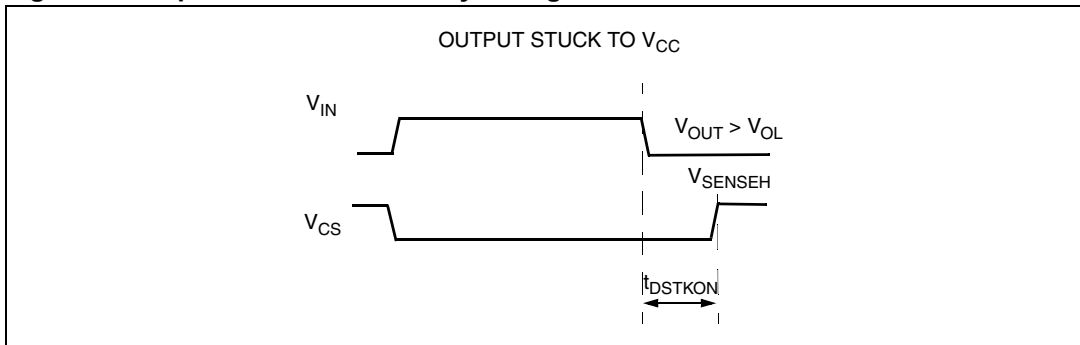 OUTPUT STUCK TO VCC
VIN
VOUT > VOL
VSENSEH
VCS
tDSTKON